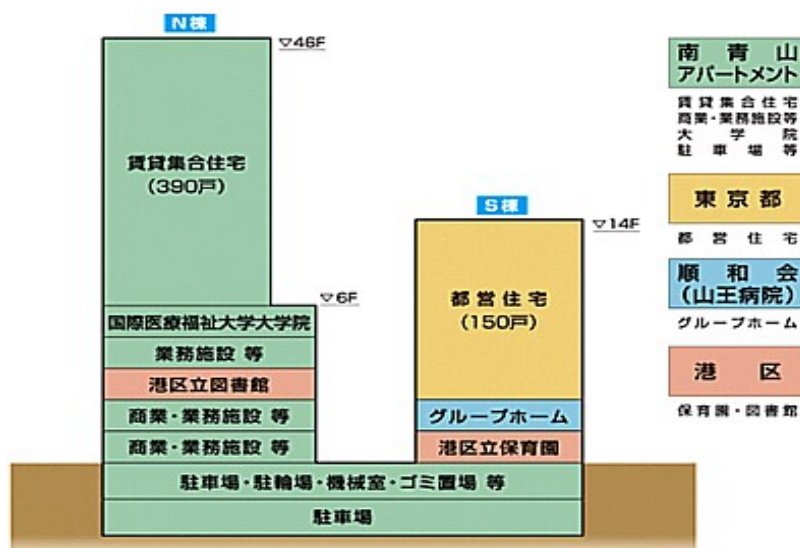 N棟
▽46F
賃貸集合住宅
(390戸)
▽6F
国際医療福祉大学大学院
業務施設 等
港区立図書館
商業・業務施設 等
商業・業務施設 等
S棟
▽14F
都営住宅
(150戸)
グループホーム
港区立保育園
駐車場・駐輪場・機械室・ゴミ置場 等
駐車場
南青山
アパートメント
賃貸集合住宅
商業・業務施設等
大学院
駐車場等
東京都
都営住宅
順和会
(山王病院)
グループホーム
港区
保育園・図書館